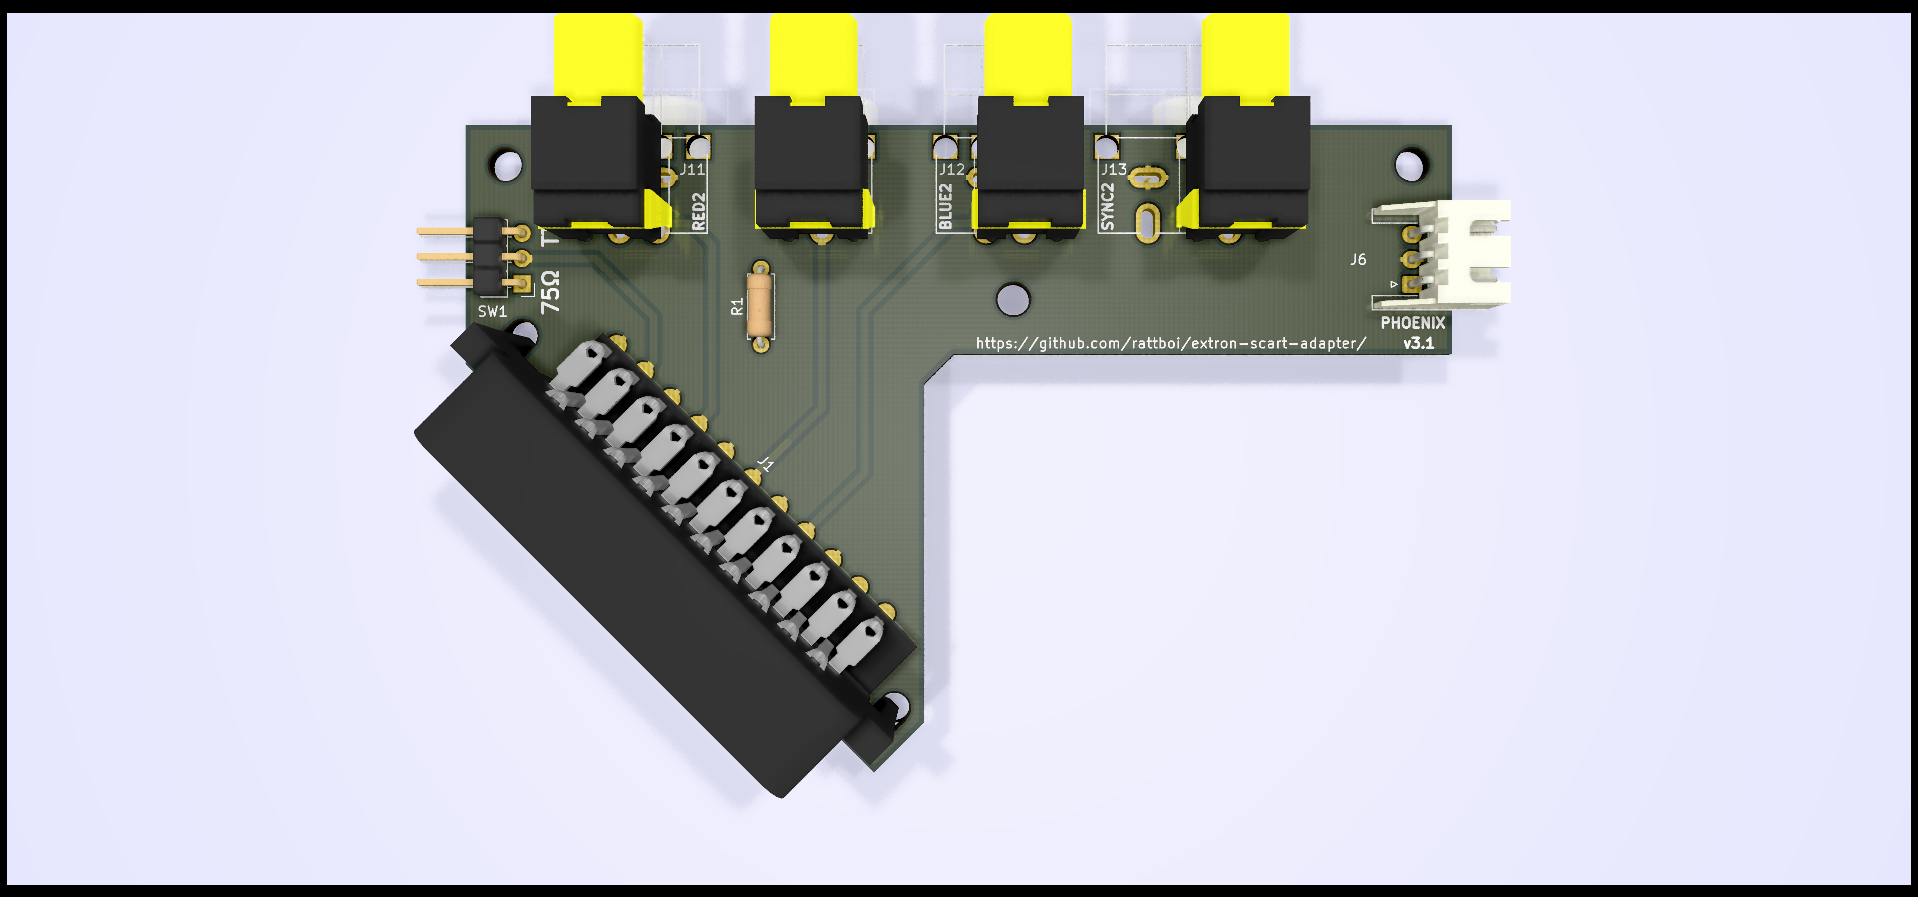 J11
RED2
J12
BLUE2
J13
SYNC2
T
75Ω
SW1
R1
J6
PHOENIX
v3.1
https://github.com/rattboi/extron-scart-adapter/
J1